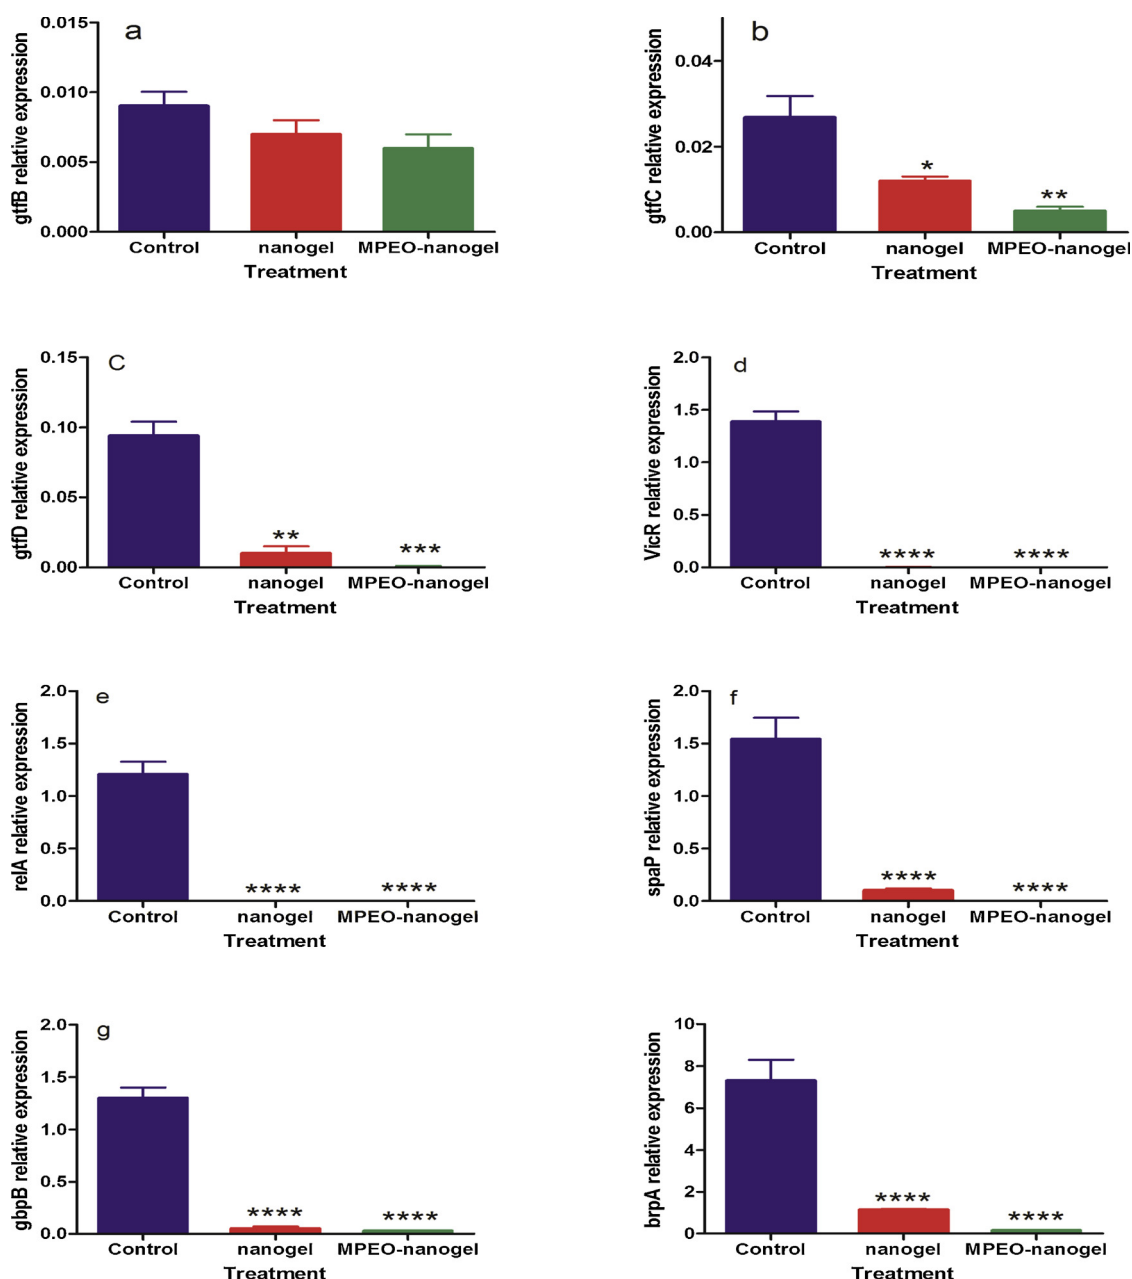 a
gtfB relative expression
0.015
0.010
0.005
0.000
Control nanogel MPEO-nanogel
Treatment
b
gtfC relative expression
0.04
0.02
0.00
*
**
Control nanogel MPEO-nanogel
Treatment
C
gtfD relative expression
0.15
0.10
0.05
0.00
**
***
Control nanogel MPEO-nanogel
Treatment
d
VicR relative expression
2.0
1.5
1.0
0.5
0.0
**** ****
Control nanogel MPEO-nanogel
Treatment
e
relA relative expression
2.0
1.5
1.0
0.5
0.0
**** ****
Control nanogel MPEO-nanogel
Treatment
f
spaP relative expression
2.0
1.5
1.0
0.5
0.0
****
****
Control nanogel MPEO-nanogel
Treatment
g
gbpB relative expression
2.0
1.5
1.0
0.5
0.0
**** ****
Control nanogel MPEO-nanogel
Treatment
brpA relative expression
10
8
6
4
2
0
****
****
Control nanogel MPEO-nanogel
Treatment